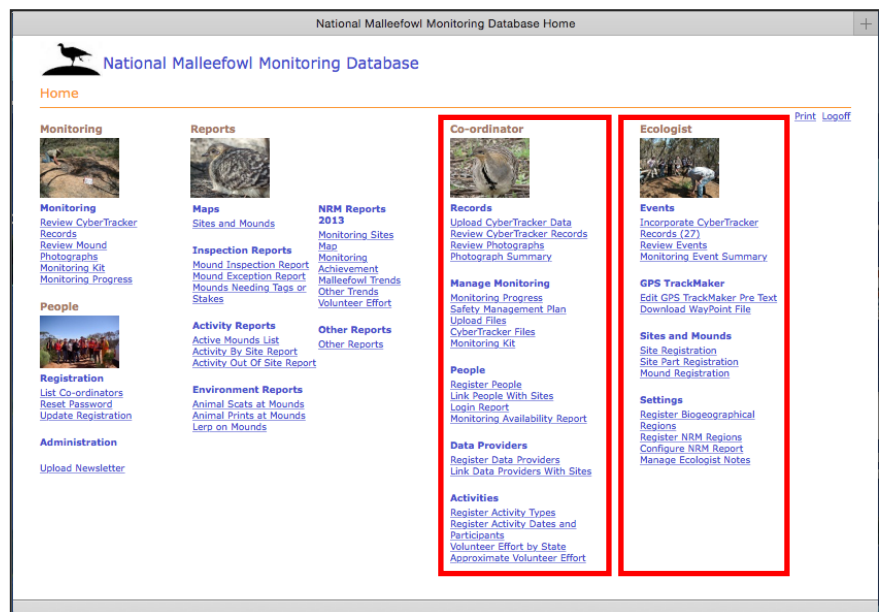 National Malleefowl Monitoring Database Home
+
National Malleefowl Monitoring Database
Home
Print Logoff
Monitoring
Monitoring
Review CyberTracker
Records
Review Mound
Photographs
Monitoring Kit
Monitoring Progress
People
Registration
List Co-ordinators
Reset Password
Update Registration
Administration
Upload Newsletter
Reports
Maps
Sites and Mounds
Inspection Reports
Mound Inspection Report
Mound Exception Report
Mounds Needing Tags or
Stakes
Activity Reports
Active Mounds List
Activity By Site Report
Activity Out Of Site Report
Environment Reports
Animal Scats at Mounds
Animal Prints at Mounds
Lerp on Mounds
NRM Reports
2013
Monitoring Sites
Map
Monitoring
Achievement
Malleefowl Trends
Other Trends
Volunteer Effort
Other Reports
Other Reports
Co-ordinator
Records
Upload CyberTracker Data
Review CyberTracker Records
Review Photographs
Photograph Summary
Manage Monitoring
Monitoring Progress
Safety Management Plan
Upload Files
CyberTracker Files
Monitoring Kit
People
Register People
Link People With Sites
Login Report
Monitoring Availability Report
Data Providers
Register Data Providers
Link Data Providers With Sites
Activities
Register Activity Types
Register Activity Dates and
Participants
Volunteer Effort by State
Approximate Volunteer Effort
Ecologist
Events
Incorporate CyberTracker
Records (27)
Review Events
Monitoring Event Summary
GPS TrackMaker
Edit GPS TrackMaker Pre Text
Download WayPoint File
Sites and Mounds
Site Registration
Site Part Registration
Mound Registration
Settings
Register Biogeographical
Regions
Register NRM Regions
Configure NRM Report
Manage Ecologist Notes